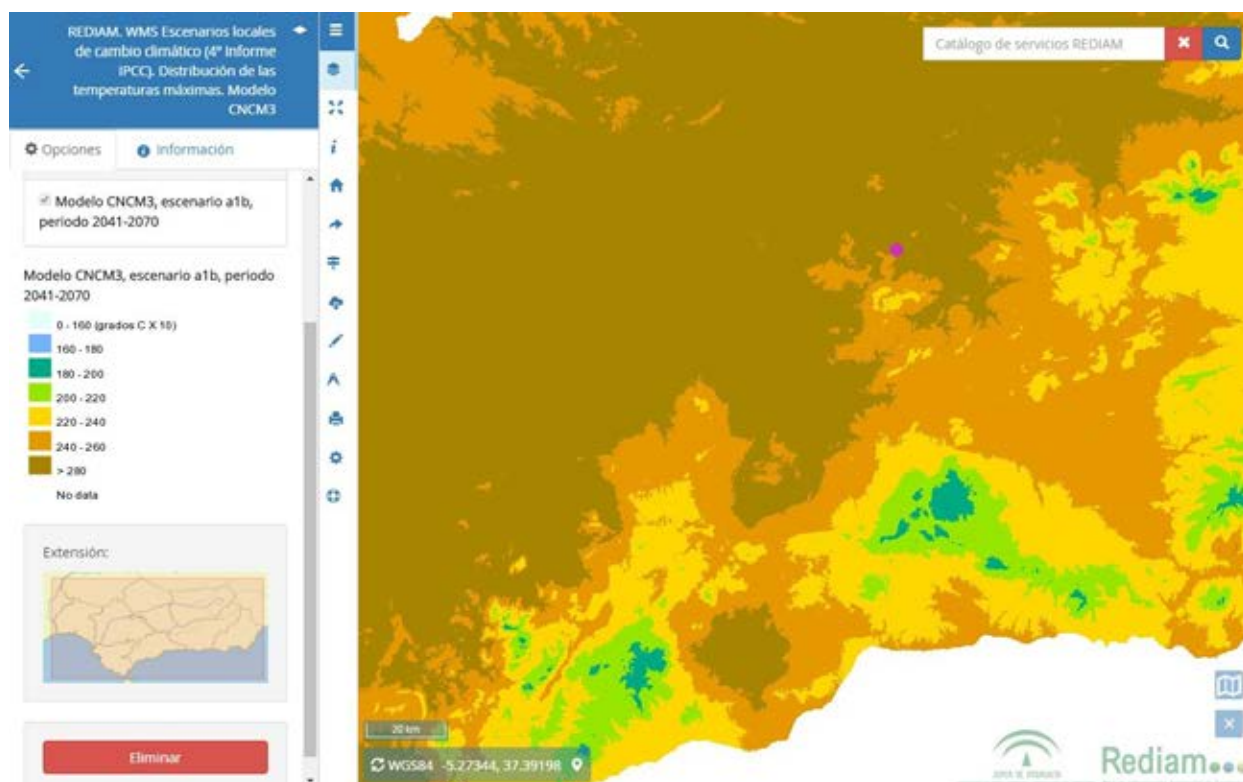 REDIAM. WMS Escenarios locales
de cambio climático (4º Informe
IPCC). Distribución de las
temperaturas máximas. Modelo
CNCM3
Opciones
Información
Modelo CNCM3, escenario a1b,
periodo 2041-2070
Modelo CNCM3, escenario a1b, periodo
2041-2070
0 - 160 (grados C X 10)
160 - 180
180 - 200
200 - 220
220 - 240
240 - 260
> 280
No data
Extensión:
Eliminar
Catálogo de servicios REDIAM
20 km
WGS84 -5.27344, 37.39198
JUNTA DE ANDALUCIA
Rediam